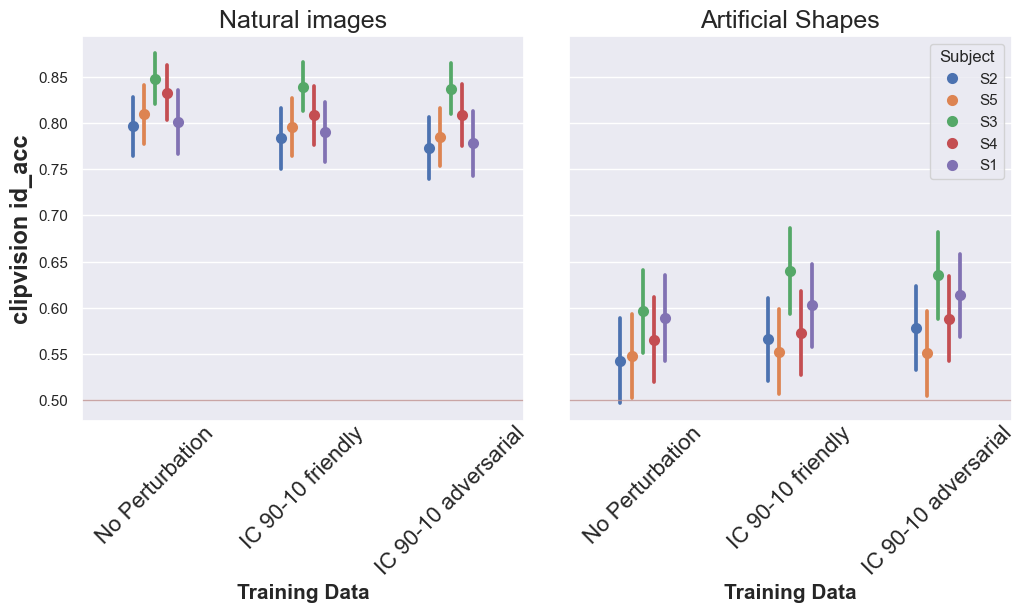 Natural images
Artificial Shapes
clipvision id_acc
0.85
0.80
0.75
0.70
0.65
0.60
0.55
0.50
Subject
S2
S5
S3
S4
S1
No Perturbation
IC 90-10 friendly
IC 90-10 adversarial
No Perturbation
IC 90-10 friendly
IC 90-10 adversarial
Training Data
Training Data